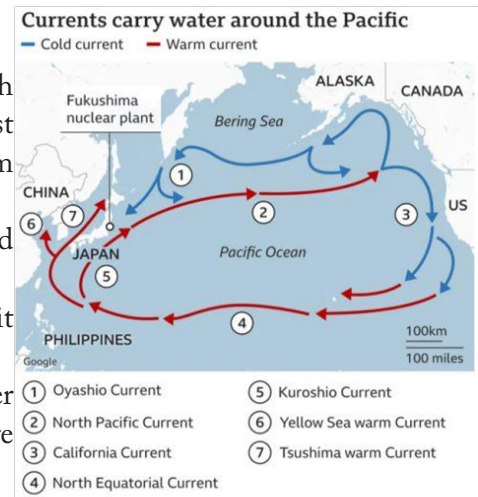 Currents carry water around the Pacific
Cold current Warm current
h
st
m
d
it
er
e
ALASKA
CANADA
Fukushima
nuclear plant
Bering Sea
1
CHINA
7
6
2
3
US
JAPAN
5
Pacific Ocean
4
PHILIPPINES
100km
100 miles
Google
1 Oyashio Current
2 North Pacific Current
3 California Current
4 North Equatorial Current
5 Kuroshio Current
6 Yellow Sea warm Current
7 Tsushima warm Current